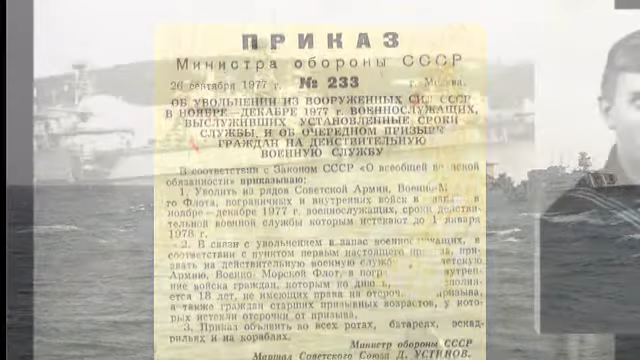 ПРИКАЗ
Министра обороны СССР
26 сентября 1977 г. № 233 г. Москва.
ОБ УВОЛЬНЕНИИ ИЗ ВООРУЖЕННЫХ СИЛ СССР
В НОЯБРЕ—ДЕКАБРЕ 1977 г. ВОЕННОСЛУЖАЩИХ,
ВЫСЛУЖИВШИХ УСТАНОВЛЕННЫЕ СРОКИ
СЛУЖБЫ, И ОБ ОЧЕРЕДНОМ ПРИЗЫВЕ
ГРАЖДАН НА ДЕЙСТВИТЕЛЬНУЮ
ВОЕННУЮ СЛУЖБУ
В соответствии с Законом СССР «О всеобщей
обязанности» приказываю:
1. Уволить из рядов Советской Армии,
го Флота, пограничных и внутренних войск в
ноябре—декабре 1977 г. военнослужащих, сроки
тельной военной службы которым истекают до 1 января
1978 г.
2. В связи с увольнением в запас в
соответствии с пунктом первым настоящего
вать на действительную военную
Армию, Военно-Морской Флот, в
ние войска граждан, которым ко дню
ется 18 лет, не имеющих права на
а также граждан старших призывных возрастов, у кото-
рых истекли отсрочки от призыва.
3. Приказ объявить во всех ротах, батареях, эскад-
рильях и на кораблях.
Министр обороны СССР
Маршал Советского Союза Д. УСТИНОВ.